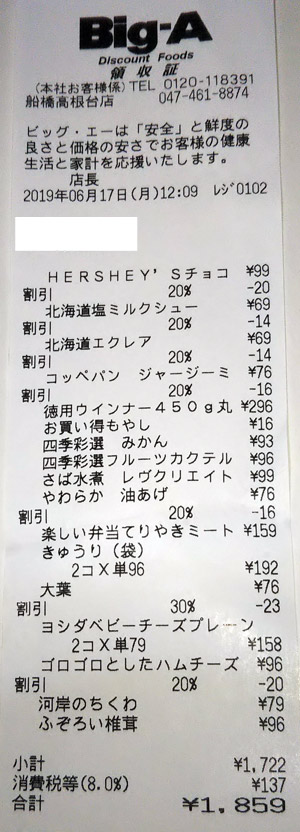 Big-A
Discount Foods
領収証
(本社お客様係)TEL 0120-118391
船橋高根台店 047-461-8874
ビッグ・エーは「安全」と鮮度の
良さと価格の安さでお客様の健康
生活と家計を応援いたします。
店長
2019年06月17日(月)12:09 レジ0102
HERSHEY'Sチョコ ¥99
割引 20% -20
北海道塩ミルクシュー ¥69
割引 20% -14
北海道エクレア ¥69
割引 20% -14
コッペパン ジャージーミ ¥76
割引 20% -16
徳用ウインナー450g丸 ¥296
お買い得もやし ¥16
四季彩選 みかん ¥93
四季彩選フルーツカクテル ¥96
さば水煮 レヴクリエイト ¥99
やわらか 油あげ ¥76
割引 20% -16
楽しい弁当てりやきミート ¥159
きゅうり(袋)
2コX単96 ¥192
大葉 ¥76
割引 30% -23
ヨシダベビーチーズプレーン
2コX単79 ¥158
ゴロゴロとしたハムチーズ ¥96
割引 20% -20
河岸のちくわ ¥79
ふぞろい椎茸 ¥96
小計 ¥1,722
消費税等(8.0%) ¥137
合計 ¥1,859